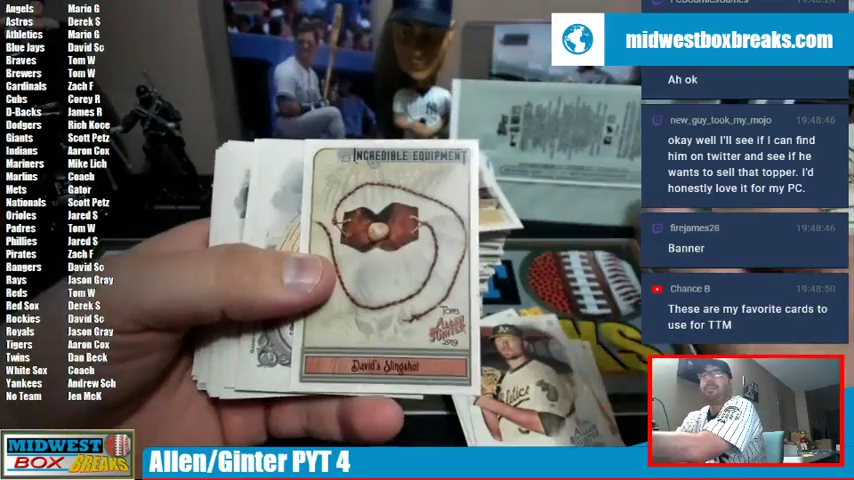 Angels Mario G
Astros Derek S
Athletics Mario G
Blue Jays David Sc
Braves Tom W
Brewers Tom W
Cardinals Zach F
Cubs Corey R
D-Backs James R
Dodgers Rich Koce
Giants Scott Petz
Indians Aaron Cox
Mariners Mike Lich
Marlins Coach
Mets Gator
Nationals Scott Petz
Orioles Jared S
Padres Tom W
Phillies Jared S
Pirates Zach F
Rangers David Sc
Rays Jason Gray
Reds Tom W
Red Sox Derek S
Rockies David Sc
Royals Jason Gray
Tigers Aaron Cox
Twins Dan Beck
White Sox Coach
Yankees Andrew Sch
No Team Jen McK
INCREDIBLE EQUIPMENT
TOPPS
ALLEN & GINTER
2019
David's Slingshot
midwestboxbreaks.com
Ah ok
new_guy_took_my_mojo 19:48:46
okay well I'll see if I can find
him on twitter and see if he
wants to sell that topper. I'd
honestly love it for my PC.
firejames28 19:48:46
Banner
Chance B 19:48:50
These are my favorite cards to
use for TTM
MIDWEST
BOX BREAKS
Allen/Ginter PYT 4